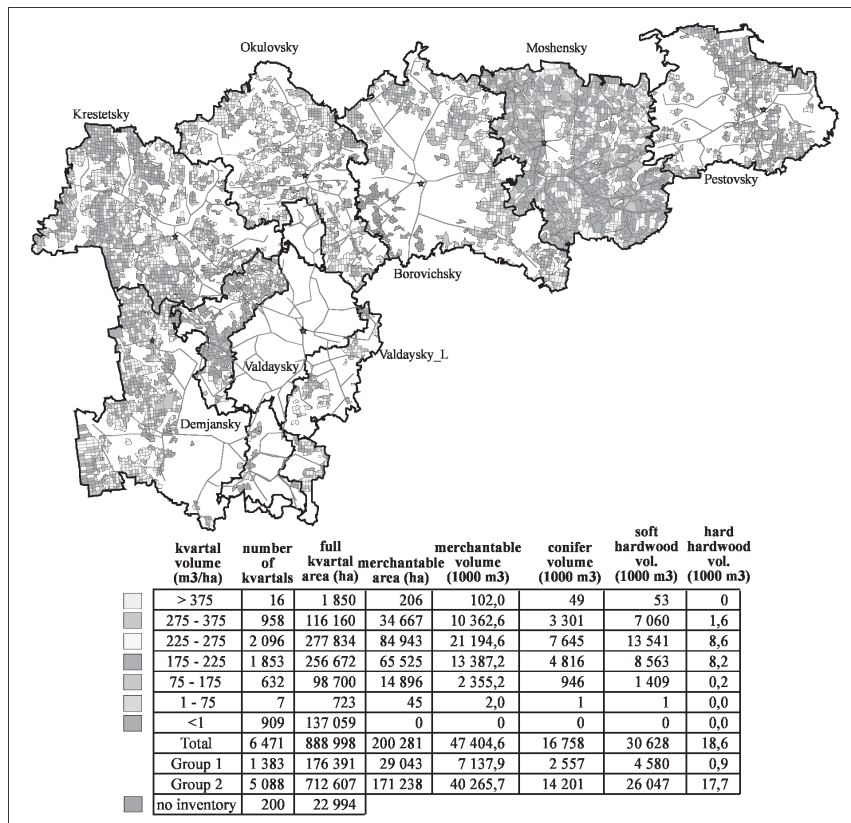 Okulovsky
Moshensky
Krestetsky
Pestovsky
Borovichsky
Valdaysky_L
Valdaysky
Demjansky
kvartal volume (m3/ha) number of kvartals full kvartal area (ha) merchantable area (ha) merchantable volume (1000 m3) conifer volume (1000 m3) soft hardwood vol. (1000 m3) hard hardwood vol. (1000 m3)
> 375 16 1 850 206 102,0 49 53 0
275 - 375 958 116 160 34 667 10 362,6 3 301 7 060 1,6
225 - 275 2 096 277 834 84 943 21 194,6 7 645 13 541 8,6
175 - 225 1 853 256 672 65 525 13 387,2 4 816 8 563 8,2
75 - 175 632 98 700 14 896 2 355,2 946 1 409 0,2
1 - 75 7 723 45 2,0 1 1 0,0
<1 909 137 059 0 0 0 0 0,0
Total 6 471 888 998 200 281 47 404,6 16 758 30 628 18,6
Group 1 1 383 176 391 29 043 7 137,9 2 557 4 580 0,9
Group 2 5 088 712 607 171 238 40 265,7 14 201 26 047 17,7
no inventory 200 22 994